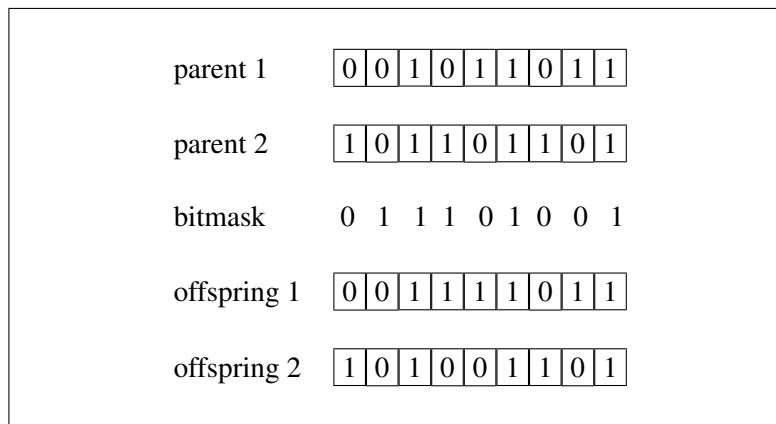 parent 1 0 0 1 0 1 1 0 1 1
parent 2 1 0 1 1 0 1 1 0 1
bitmask 0 1 1 1 0 1 0 0 1
offspring 1 0 0 1 1 1 1 0 1 1
offspring 2 1 0 1 0 0 1 1 0 1